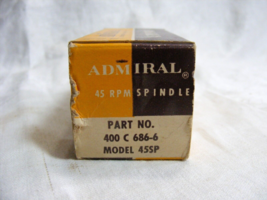 ADMIRAL®
45 RPM SPINDLE
PART NO.
400 C 686-6
MODEL 45SP